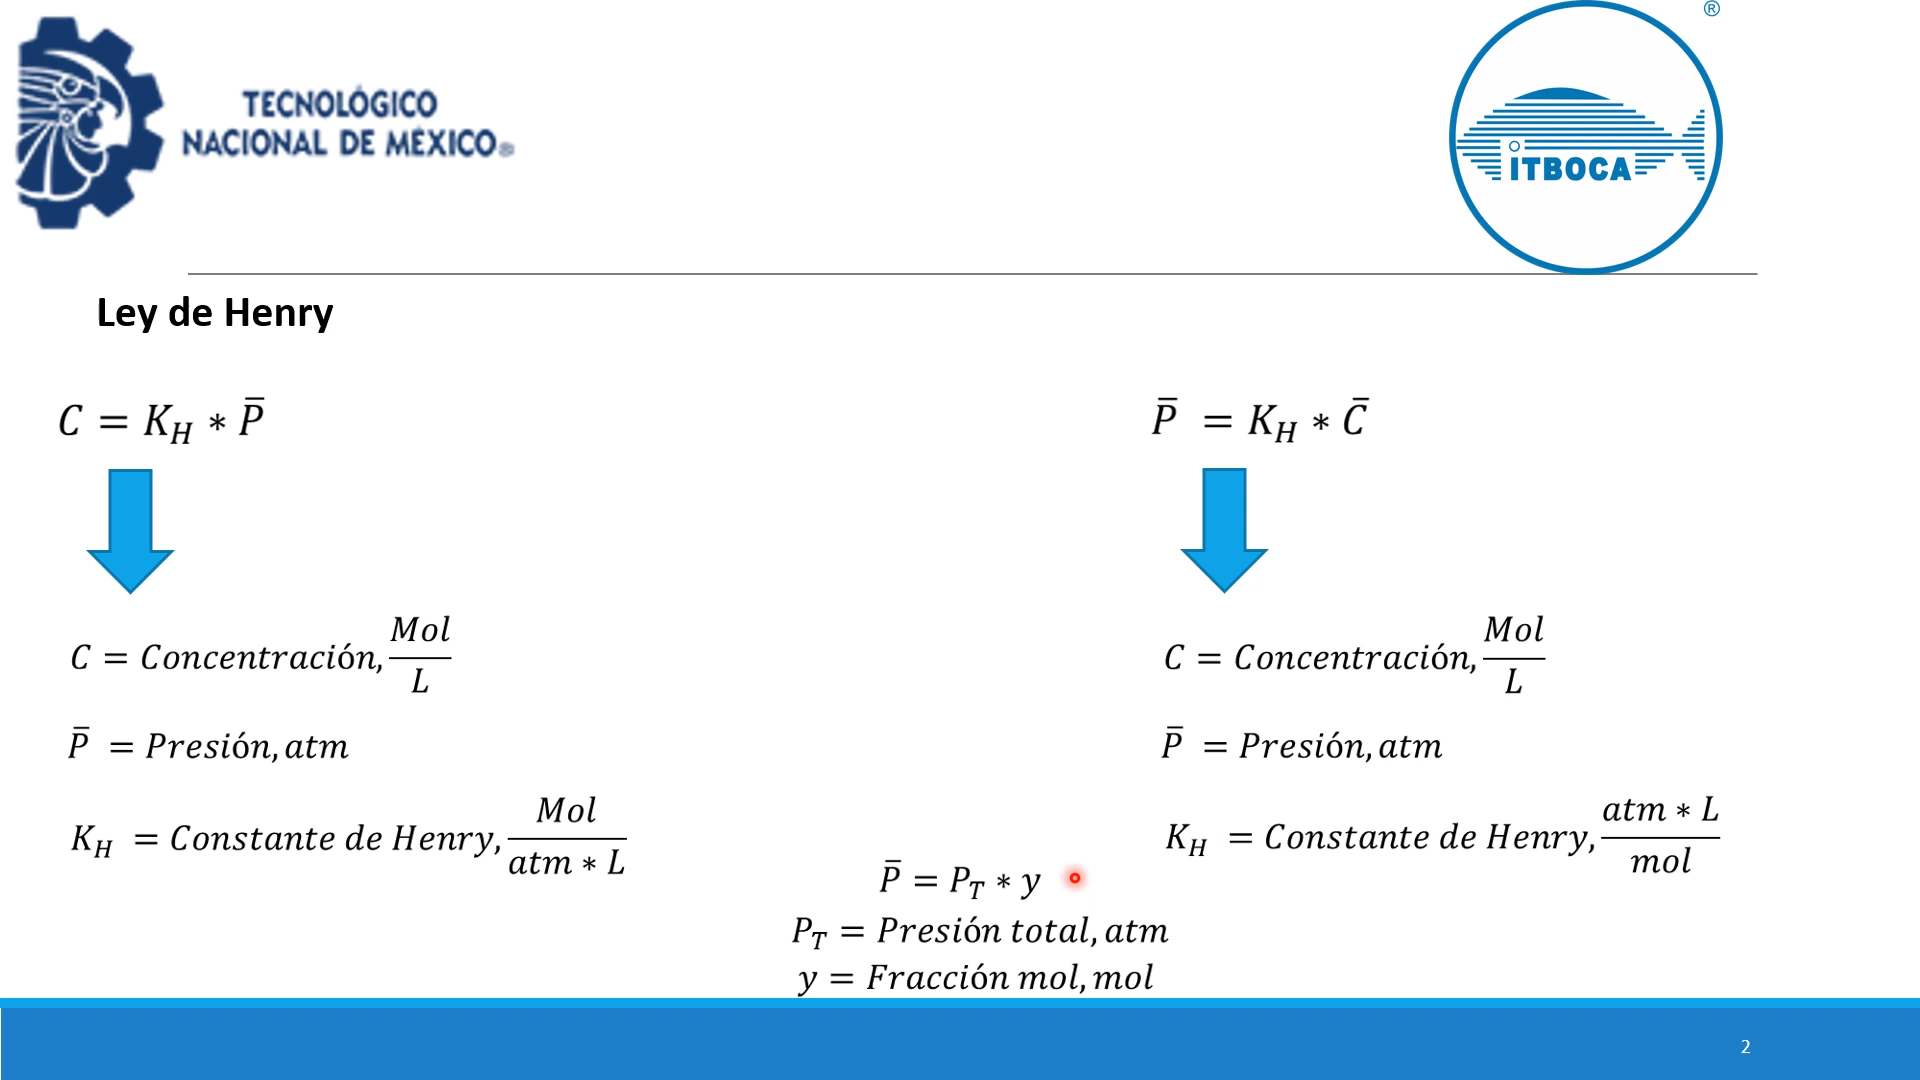 TECNOLÓGICO
NACIONAL DE MÉXICO®
®
ITBOCA
Ley de Henry
C = K_H ∗ P̄
P̄ = K_H ∗ C̄
C = Concentración, Mol/L
P̄ = Presión, atm
K_H = Constante de Henry, Mol/(atm ∗ L)
C = Concentración, Mol/L
P̄ = Presión, atm
K_H = Constante de Henry, (atm ∗ L)/mol
P̄ = P_T ∗ y
P_T = Presión total, atm
y = Fracción mol, mol
2